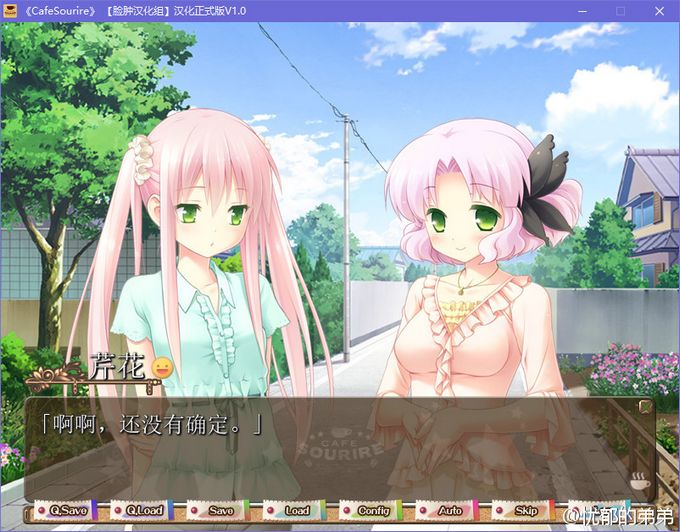 《CafeSourire》 【脸肿汉化组】汉化正式版V1.0
芹花
「啊啊，还没有确定。」
CAFE
SOURIRE
Q,Save
Q,Load
Save
Load
Config
Auto
Skip
@忧郁的弟弟